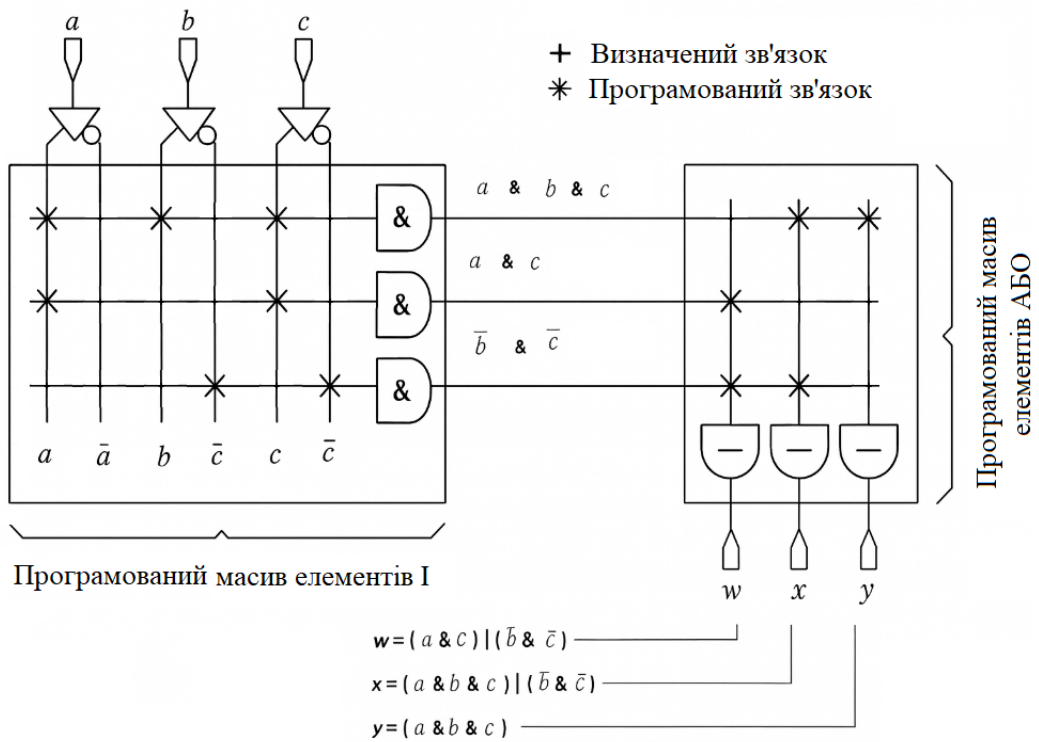 a b c
+ Визначений зв'язок
* Програмований зв'язок
a & b & c
&
a & c
&
b̅ & c̅
&
a a̅ b c̅ c c̅
Програмований масив елементів І
Програмований масив
елементів АБО
w x y
w = ( a & c ) | ( b̅ & c̅ )
x = ( a & b & c ) | ( b̅ & c̅ )
y = ( a & b & c )